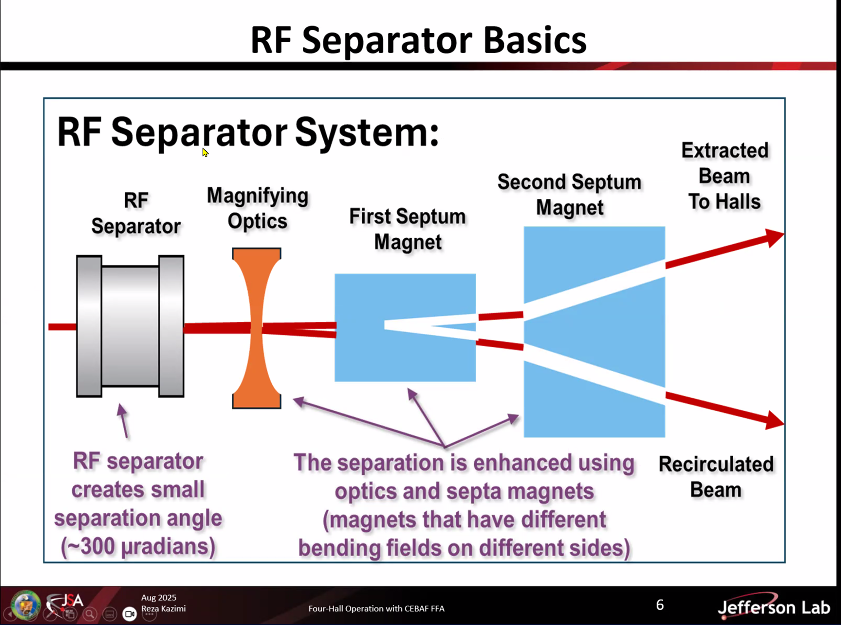 RF Separator Basics
RF Separator System:
RF
Separator
Magnifying
Optics
First Septum
Magnet
Second Septum
Magnet
Extracted
Beam
To Halls
RF separator
creates small
separation angle
(~300 µradians)
The separation is enhanced using
optics and septa magnets
(magnets that have different
bending fields on different sides)
Recirculated
Beam
JSA
Aug 2025
Reza Kazimi
Four-Hall Operation with CEBAF FFA
6
Jefferson Lab